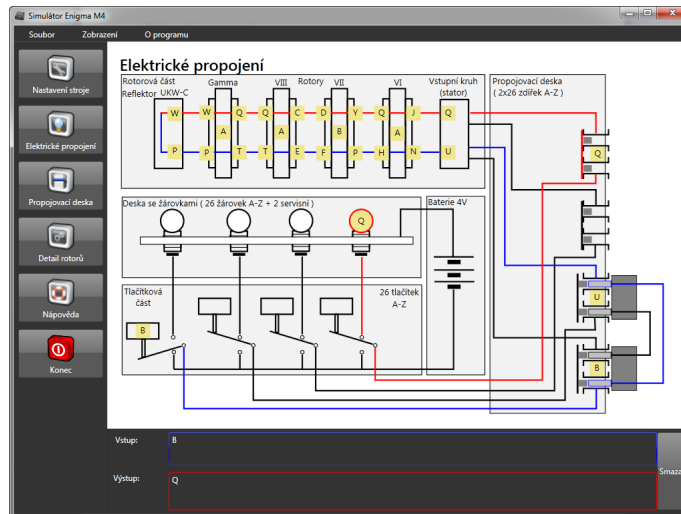 Simulátor Enigma M4
Soubor Zobrazení O programu
Nastavení stroje
Elektrické propojení
Propojovací deska
Detail rotorů
Nápověda
Konec
Elektrické propojení
Rotorová část Gamma VIII Rotory VII VI Vstupní kruh
Reflektor UKW-C (stator)
Propojovací deska
( 2x26 zdířek A-Z )
W W Q Q C D Y Q J Q
A A B A
P P T T E F P H N U
Q
U
B
Deska se žárovkami ( 26 žárovek A-Z + 2 servisní )
Q
Baterie 4V
Tlačítková
část
26 tlačítek
A-Z
B
Vstup: B
Výstup: Q